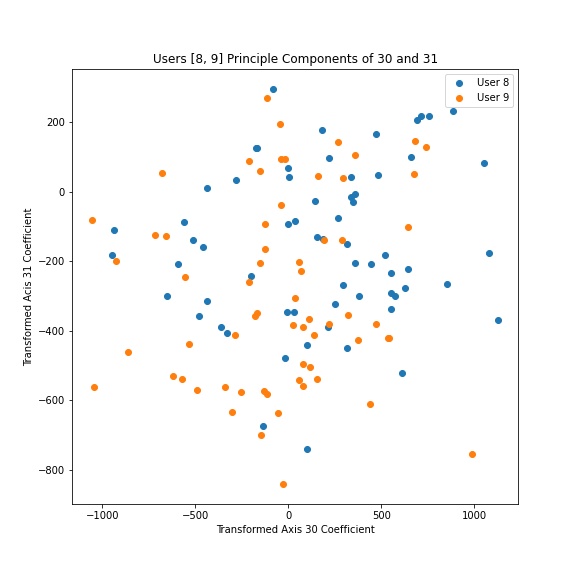 Users [8, 9] Principle Components of 30 and 31
User 8
User 9
200
0
−200
−400
−600
−800
Transformed Acis 31 Coefficient
−1000
−500
0
500
1000
Transformed Axis 30 Coefficient